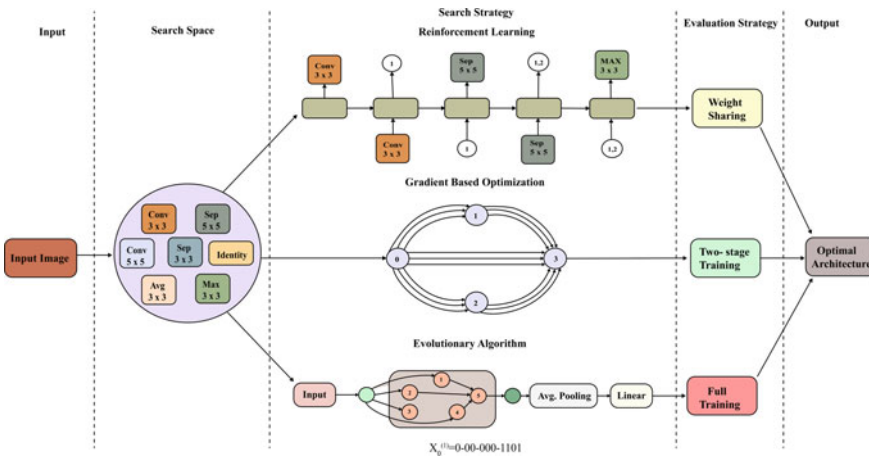 Input
Search Space
Search Strategy
Reinforcement Learning
Evaluation Strategy
Output
Conv
3 x 3
1
Sep
5 x 5
1,2
MAX
3 x 3
Conv
3 x 3
1
Sep
5 x 5
1,2
Weight
Sharing
Gradient Based Optimization
Input Image
Conv
3 x 3
Sep
5 x 5
Conv
5 x 5
Sep
3 x 3
Identity
Avg
3 x 3
Max
3 x 3
0
1
2
3
Two- stage
Training
Optimal
Architecture
Evolutionary Algorithm
Input
1
2
3
4
5
Avg. Pooling
Linear
Full
Training
X₀⁽¹⁾=0-00-000-1101